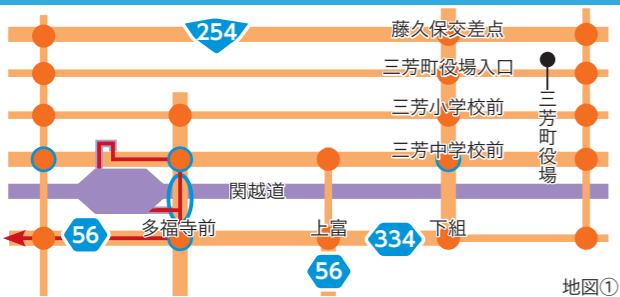 254
藤久保交差点
三芳町役場入口
三芳小学校前
三芳町役場
三芳中学校前
関越道
56
多福寺前
上富
334
下組
56
地図①